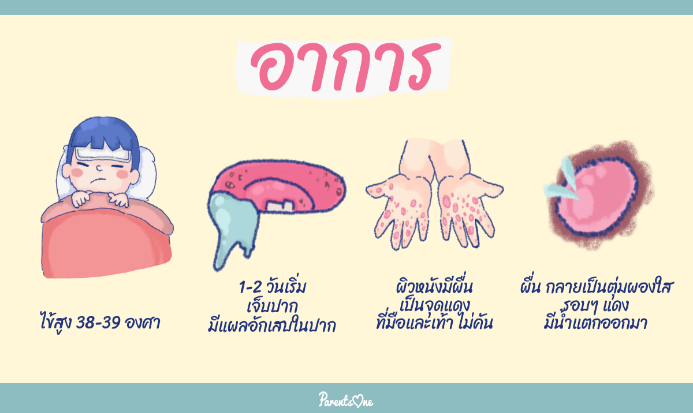 อาการ
ไข้สูง 38-39 องศา
1-2 วันเริ่ม
เจ็บปาก
มีแผลอักเสบในปาก
ผิวหนังมีผื่น
เป็นจุดแดง
ที่มือและเท้า ไม่คัน
ผื่น กลายเป็นตุ่มพองใส
รอบๆ แดง
มีน้ำแตกออกมา
ParentsOne